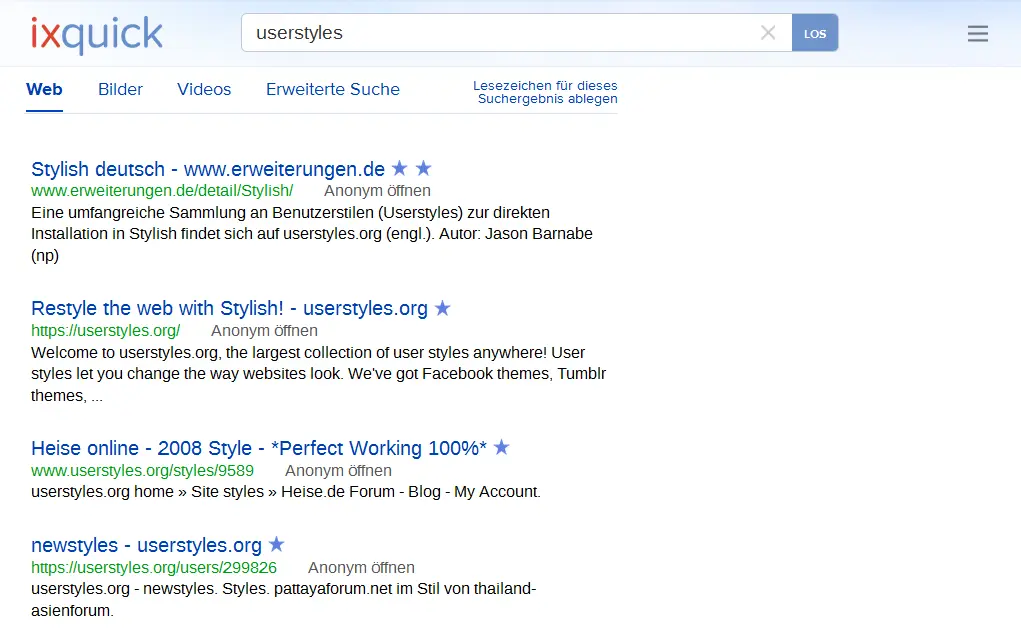 ixquick
userstyles
LOS
Web Bilder Videos Erweiterte Suche
Lesezeichen für dieses
Suchergebnis ablegen
Stylish deutsch - www.erweiterungen.de
www.erweiterungen.de/detail/Stylish/ Anonym öffnen
Eine umfangreiche Sammlung an Benutzerstilen (Userstyles) zur direkten
Installation in Stylish findet sich auf userstyles.org (engl.). Autor: Jason Barnabe
(np)
Restyle the web with Stylish! - userstyles.org
https://userstyles.org/ Anonym öffnen
Welcome to userstyles.org, the largest collection of user styles anywhere! User
styles let you change the way websites look. We've got Facebook themes, Tumblr
themes, ...
Heise online - 2008 Style - *Perfect Working 100%*
www.userstyles.org/styles/9589 Anonym öffnen
userstyles.org home » Site styles » Heise.de Forum - Blog - My Account.
newstyles - userstyles.org
https://userstyles.org/users/299826 Anonym öffnen
userstyles.org - newstyles. Styles. pattayaforum.net im Stil von thailand-
asienforum.